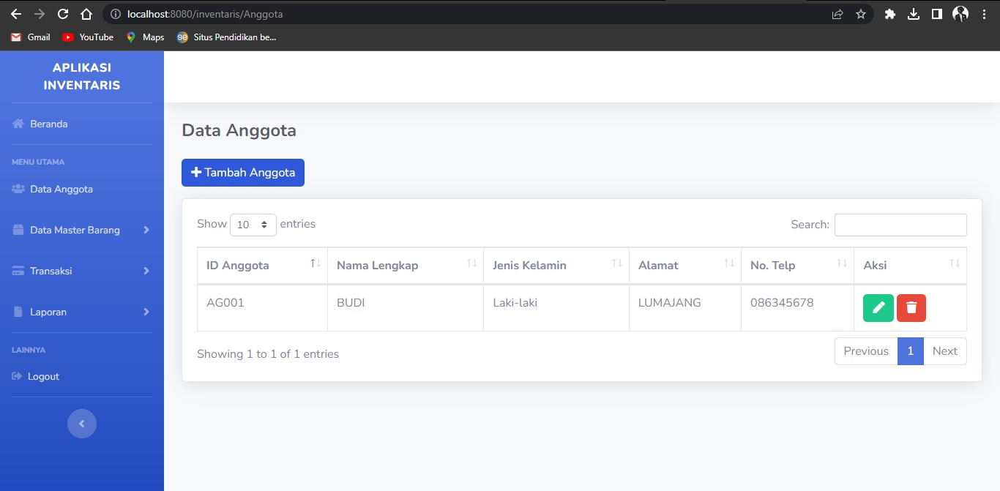 localhost:8080/inventaris/Anggota
Gmail YouTube Maps Situs Pendidikan be...
APLIKASI
INVENTARIS
Beranda
MENU UTAMA
Data Anggota
Data Master Barang
Transaksi
Laporan
LAINNYA
Logout
Data Anggota
Tambah Anggota
Show 10 entries Search:
ID Anggota Nama Lengkap Jenis Kelamin Alamat No. Telp Aksi
AG001 BUDI Laki-laki LUMAJANG 086345678
Showing 1 to 1 of 1 entries Previous 1 Next